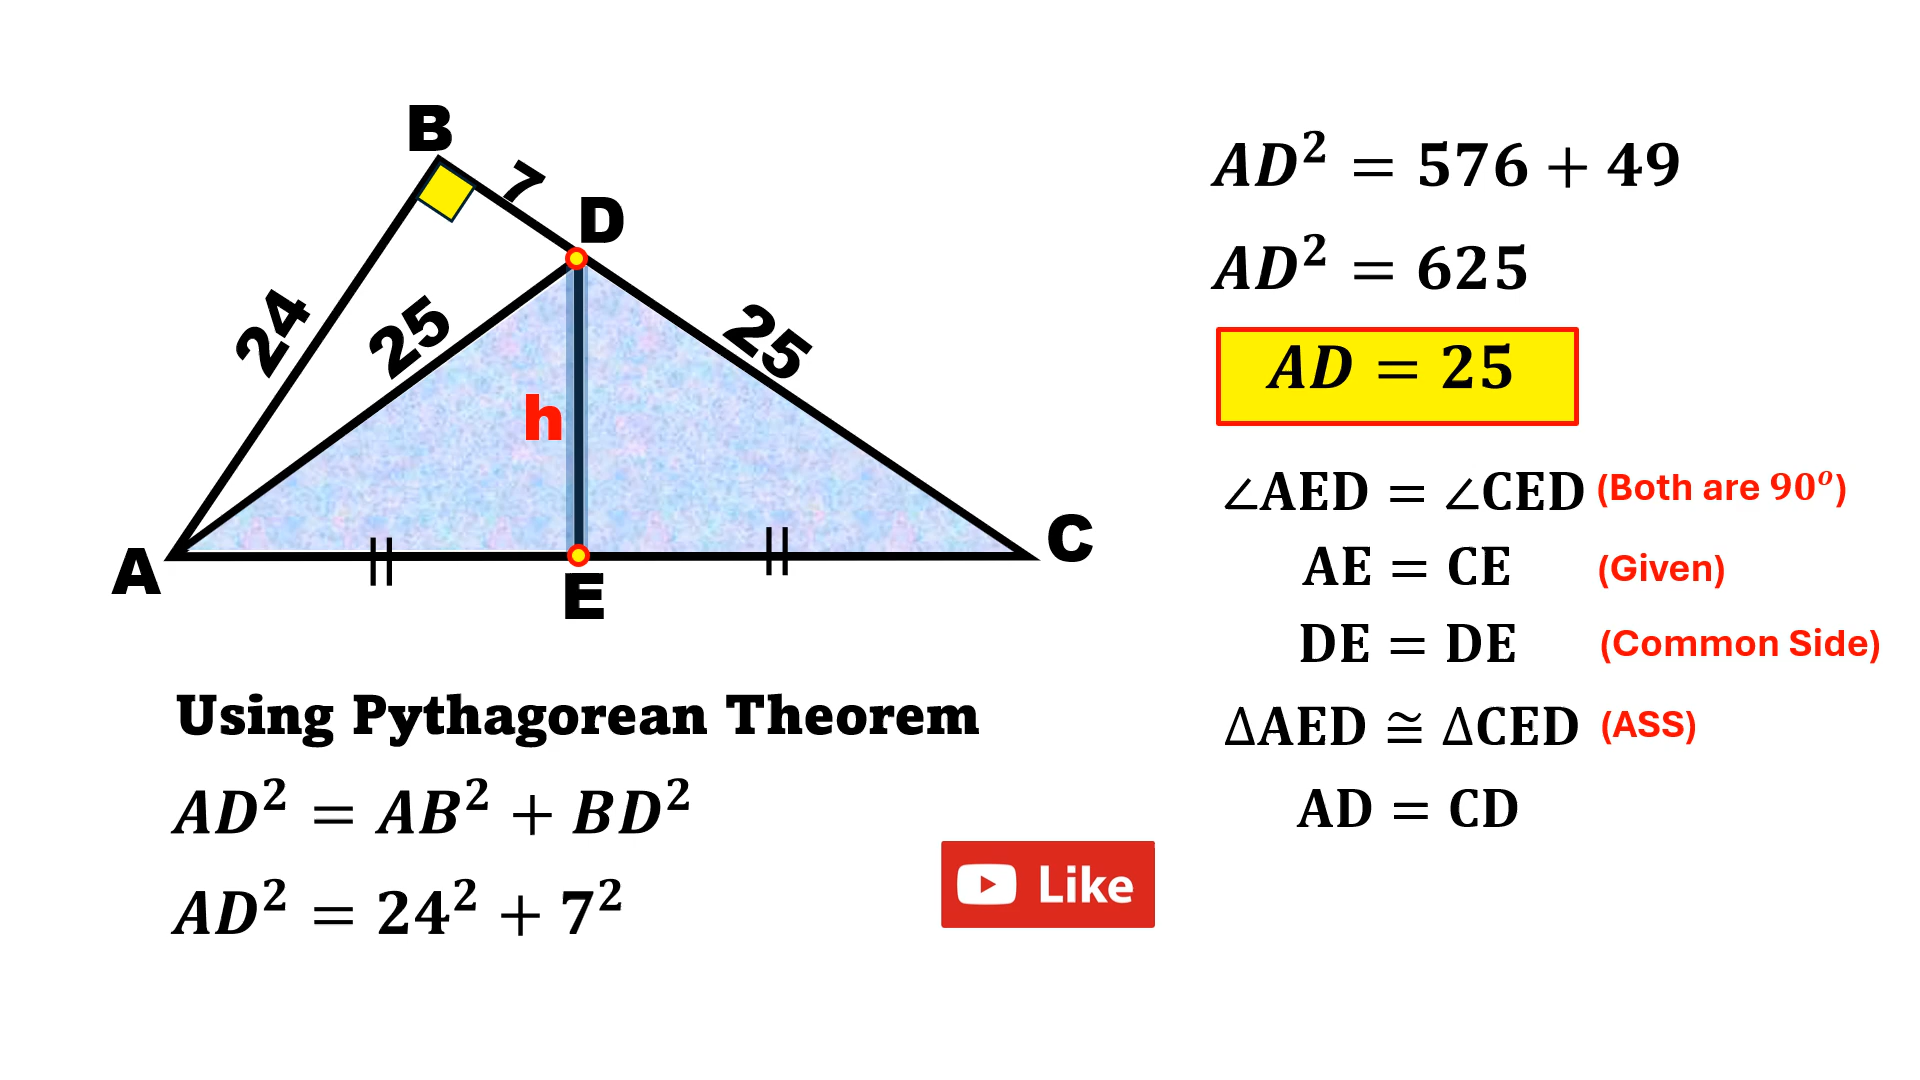 B
7
D
24
25
25
h
A
E
C
Using Pythagorean Theorem
AD² = AB² + BD²
AD² = 24² + 7²
Like
AD² = 576 + 49
AD² = 625
AD = 25
∠AED = ∠CED (Both are 90ᵒ)
AE = CE (Given)
DE = DE (Common Side)
ΔAED ≅ ΔCED (ASS)
AD = CD